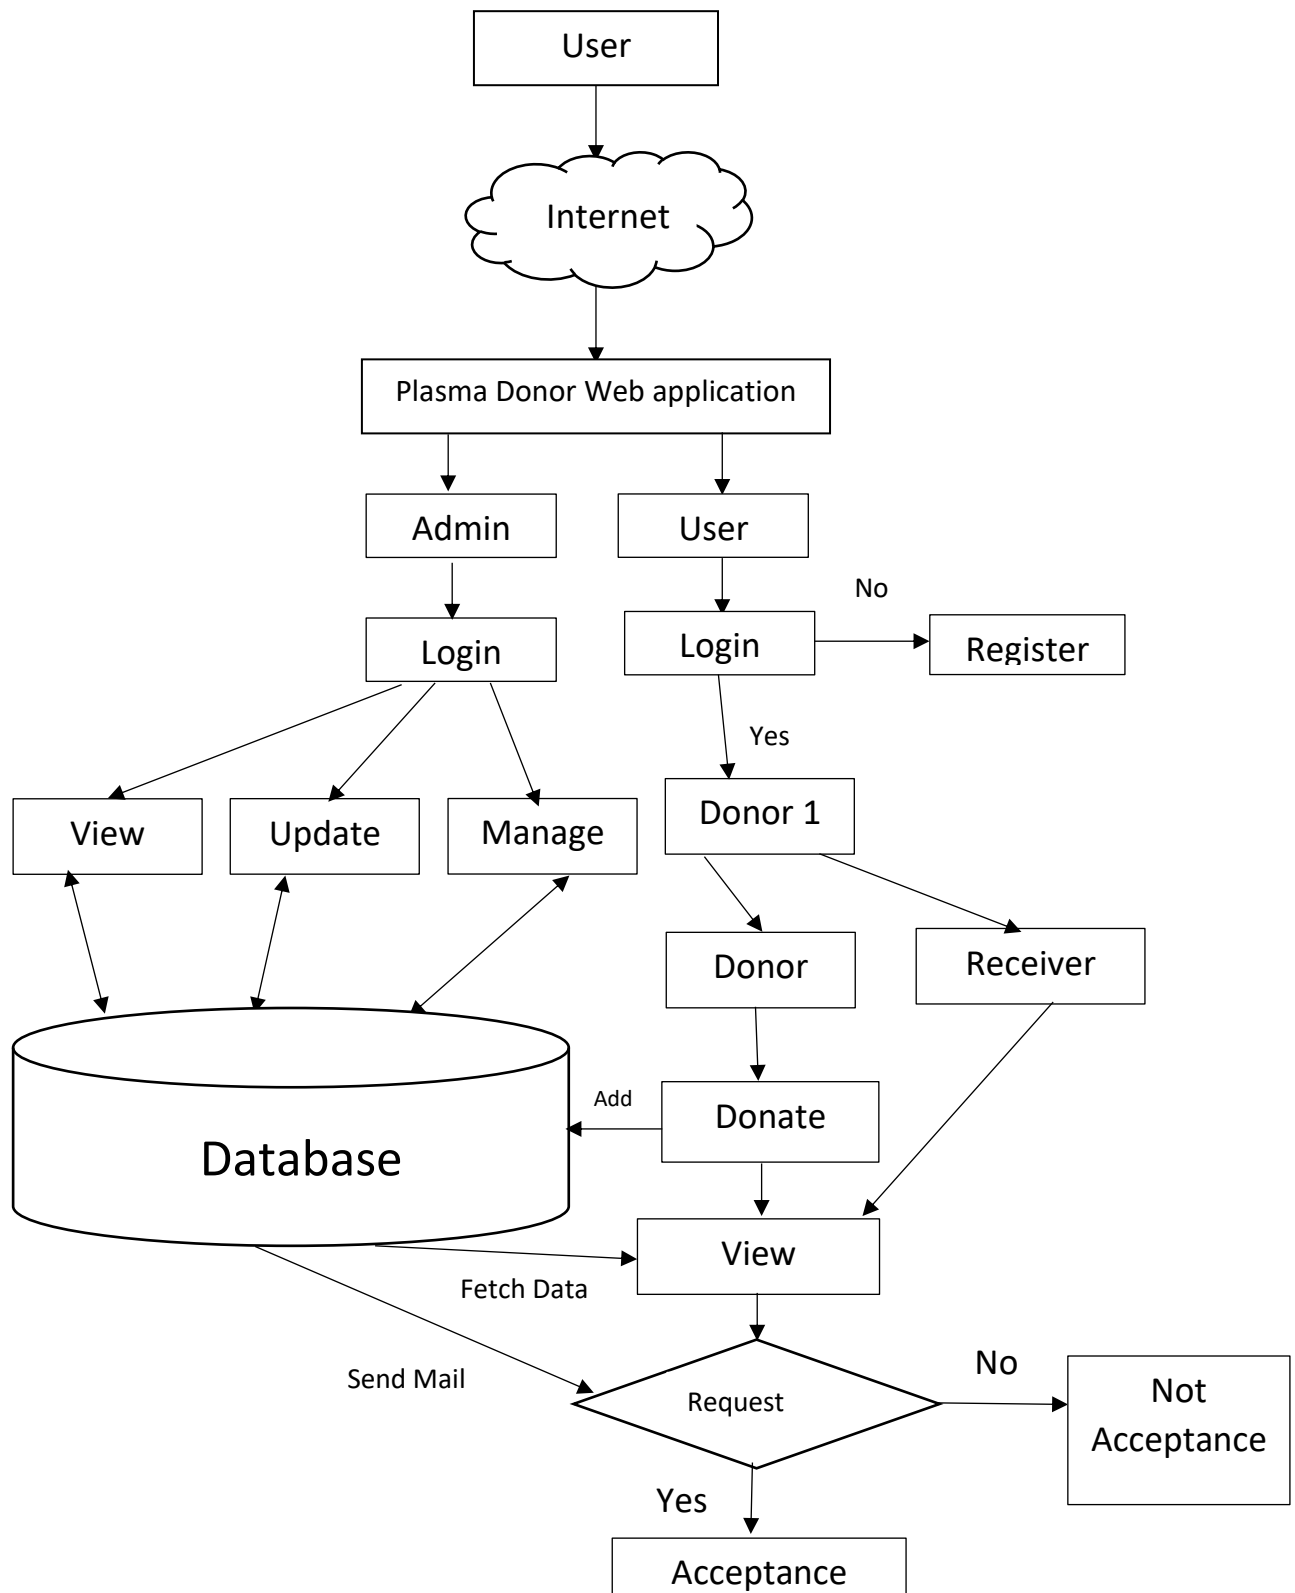 User
Internet
Plasma Donor Web application
Admin
User
No
Login
Login
Register
Yes
View
Update
Manage
Donor 1
Donor
Receiver
Add
Donate
Database
View
Fetch Data
Send Mail
Request
No
Not
Acceptance
Yes
Acceptance